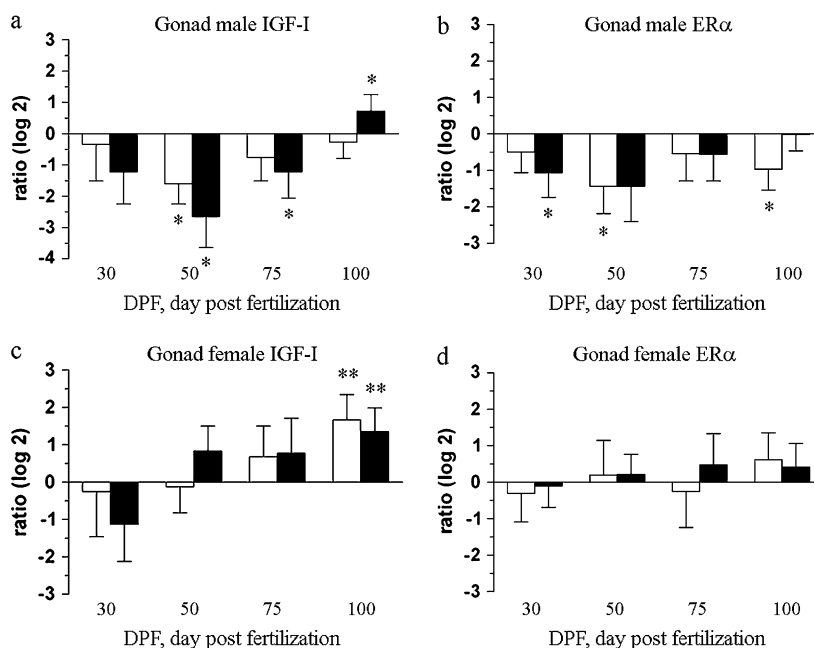 a
Gonad male IGF-I
ratio (log 2)
3
2
1
0
-1
-2
-3
-4
*
*
*
*
30 50 75 100
DPF, day post fertilization
b
Gonad male ERα
ratio (log 2)
3
2
1
0
-1
-2
-3
*
*
*
30 50 75 100
DPF, day post fertilization
c
Gonad female IGF-I
ratio (log 2)
3
2
1
0
-1
-2
-3
** **
30 50 75 100
DPF, day post fertilization
d
Gonad female ERα
ratio (log 2)
3
2
1
0
-1
-2
-3
30 50 75 100
DPF, day post fertilization